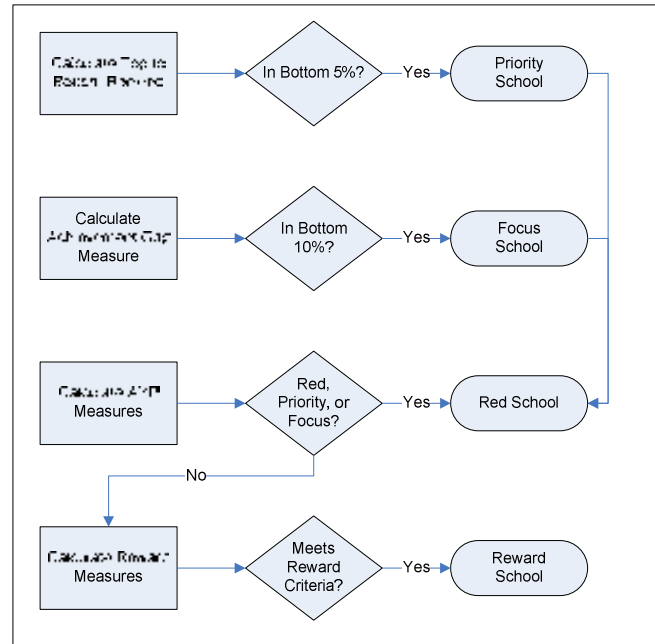 In Bottom 5%?
Yes
Priority
School
Calculate
Measure
In Bottom
10%?
Yes
Focus
School
Measures
Red,
Priority, or
Focus?
Yes
Red School
No
Measures
Meets
Reward
Criteria?
Yes
Reward
School